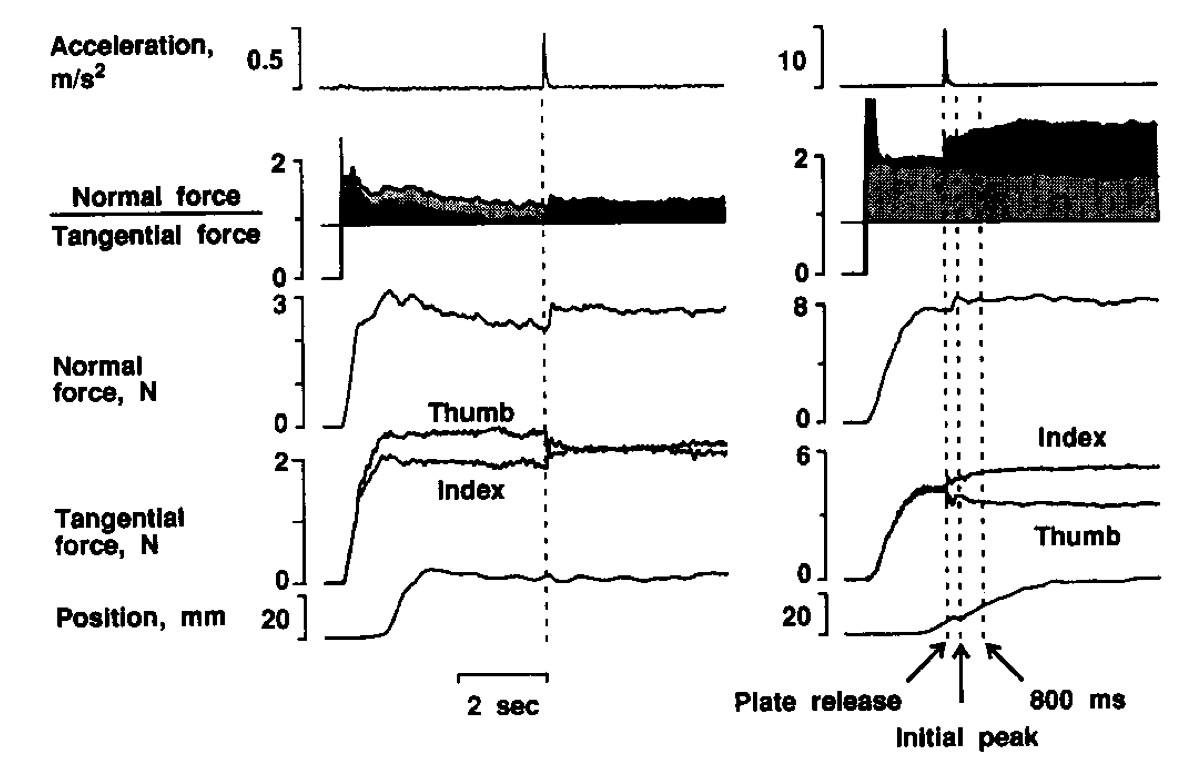 Acceleration,
m/s²
0.5
10
2
2
Normal force
Tangential force
0
0
3
8
Normal
force, N
0
0
Thumb
Index
2
6
Index
Tangential
force, N
Thumb
0
0
Position, mm
20
20
2 sec
Plate release
800 ms
Initial peak